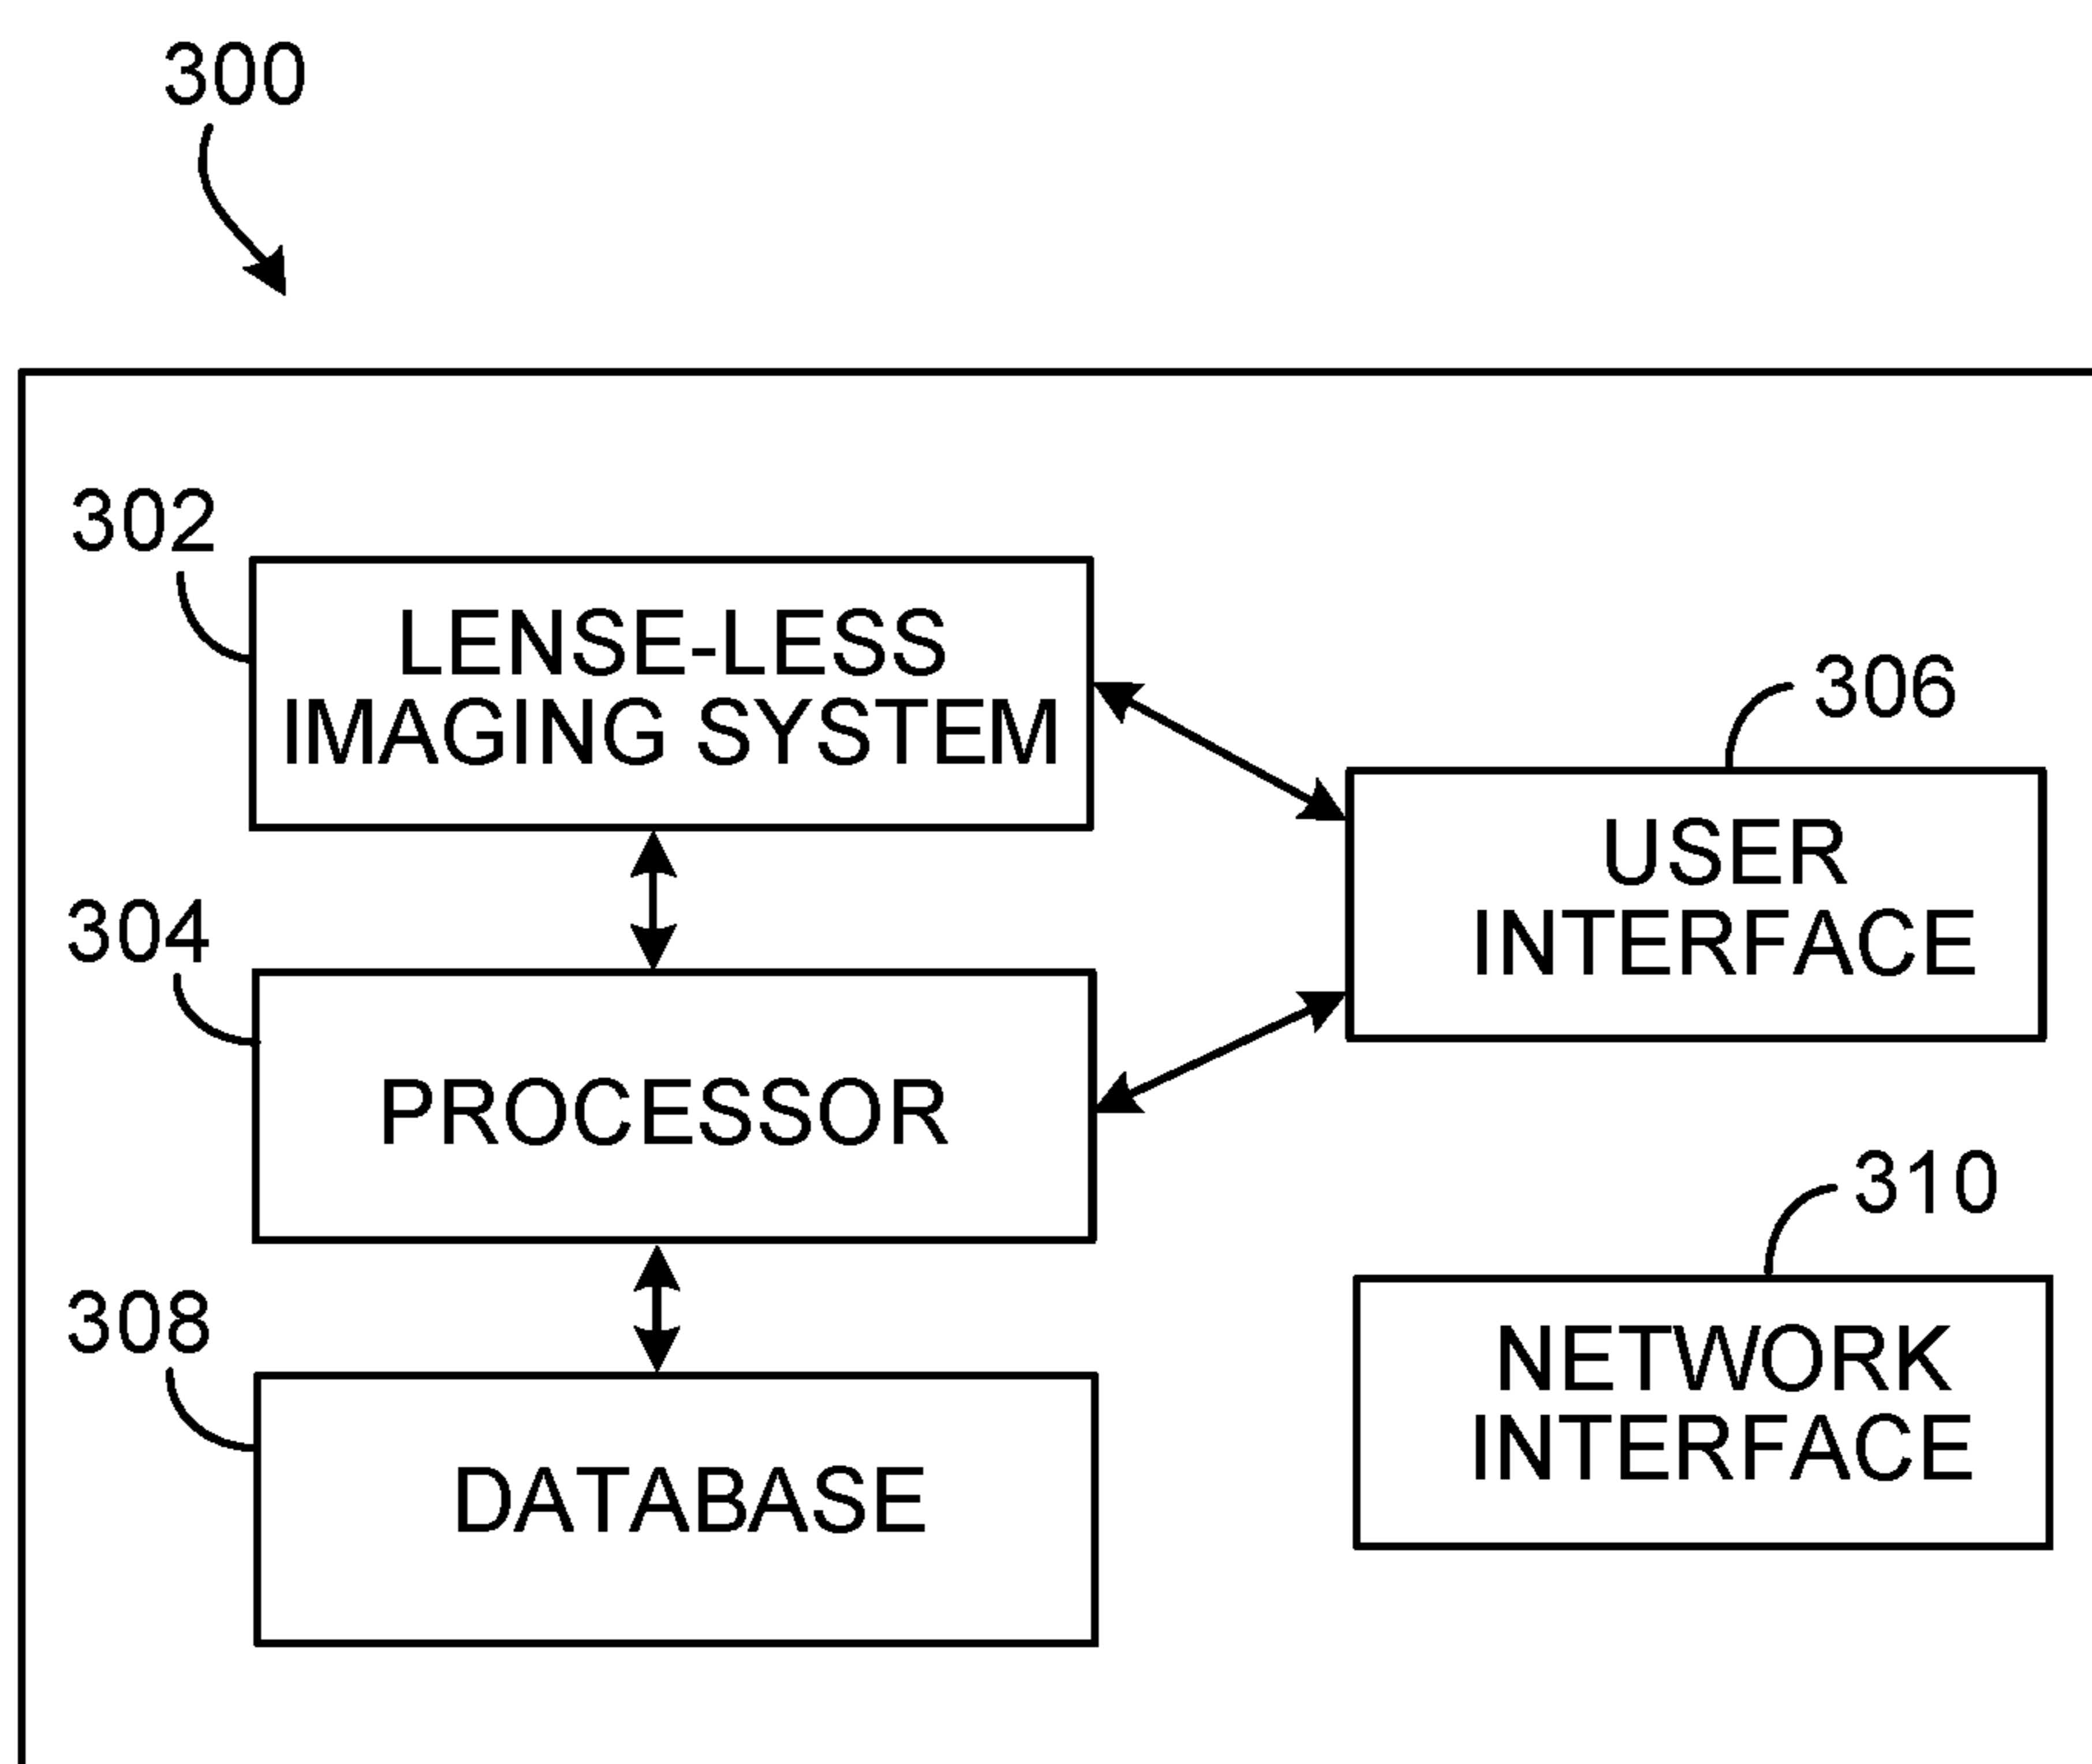 300
302
LENSE-LESS
IMAGING SYSTEM
306
USER
INTERFACE
304
PROCESSOR
310
NETWORK
INTERFACE
308
DATABASE